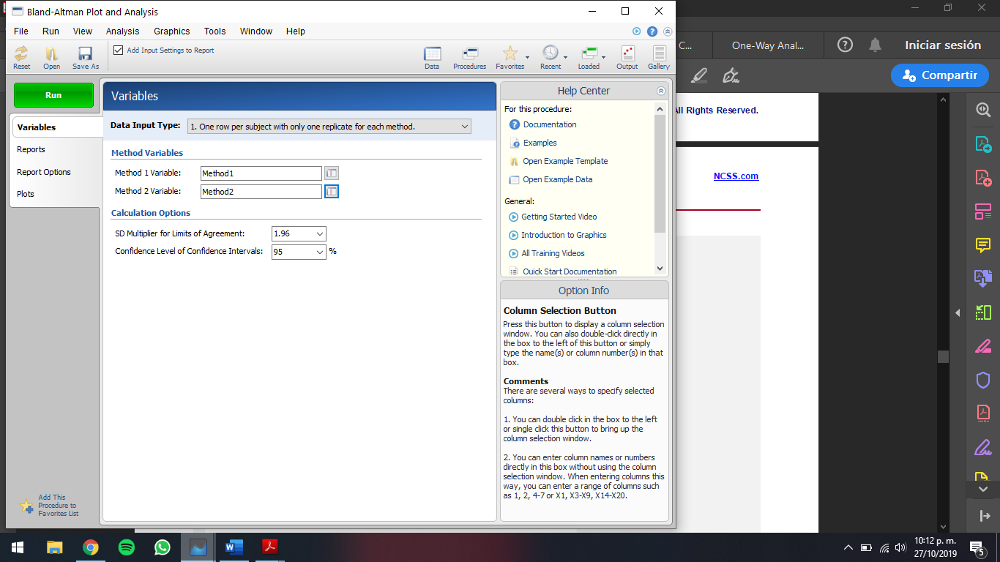 Bland-Altman Plot and Analysis
File Run View Analysis Graphics Tools Window Help
Reset Open Save As
Add Input Settings to Report
Data Procedures Favorites Recent Loaded Output Gallery
Run
Variables
Reports
Report Options
Plots
Add This
Procedure to
Favorites List
Variables
Data Input Type: 1. One row per subject with only one replicate for each method.
Method Variables
Method 1 Variable: Method1
Method 2 Variable: Method2
Calculation Options
SD Multiplier for Limits of Agreement: 1.96
Confidence Level of Confidence Intervals: 95 %
Help Center
For this procedure:
Documentation
Examples
Open Example Template
Open Example Data
General:
Getting Started Video
Introduction to Graphics
All Training Videos
Quick Start Documentation
Option Info
Column Selection Button
Press this button to display a column selection
window. You can also double-click directly in
the box to the left of this button or simply
type the name(s) or column number(s) in that
box.
Comments
There are several ways to specify selected
columns:
1. You can double click in the box to the left
or single click this button to bring up the
column selection window.
2. You can enter column names or numbers
directly in this box without using the column
selection window. When entering columns this
way, you can enter a range of columns such
as 1, 2, 4-7 or X1, X3-X9, X14-X20.
C... One-Way Anal... Iniciar sesión
Compartir
All Rights Reserved.
NCSS.com
10:12 p. m.
27/10/2019
5